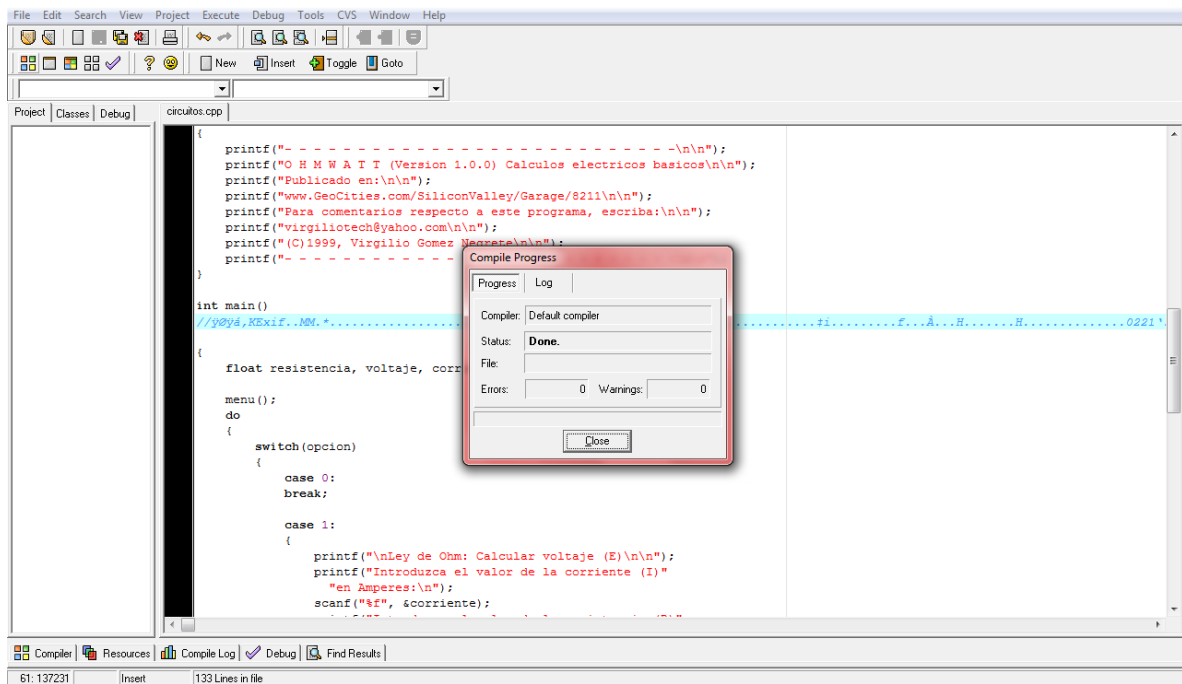 File Edit Search View Project Execute Debug Tools CVS Window Help
New Insert Toggle Goto
Project Classes Debug circuitos.cpp
{
printf("- - - - - - - - - - - - - - - - - - - - - - - - - - -\n\n");
printf("O H M W A T T (Version 1.0.0) Calculos electricos basicos\n\n");
printf("Publicado en:\n\n");
printf("www.GeoCities.com/SiliconValley/Garage/8211\n\n");
printf("Para comentarios respecto a este programa, escriba:\n\n");
printf("virgiliotech@yahoo.com\n\n");
printf("(C)1999, Virgilio Gomez Negrete\n\n");
printf("- - - - - - - - - - - -
}
int main()
//ÿØÿá,KExif..MM.*.................. ...........‡i.........f...À...H.......H..............0221'
{
float resistencia, voltaje, corr
menu();
do
{
switch(opcion)
{
case 0:
break;
case 1:
{
printf("\nLey de Ohm: Calcular voltaje (E)\n\n");
printf("Introduzca el valor de la corriente (I)"
"en Amperes:\n");
scanf("%f", &corriente);
Compile Progress
Progress Log
Compiler: Default compiler
Status: Done.
File:
Errors: 0 Warnings: 0
Close
Compiler Resources Compile Log Debug Find Results
61: 137231 Insert 133 Lines in file